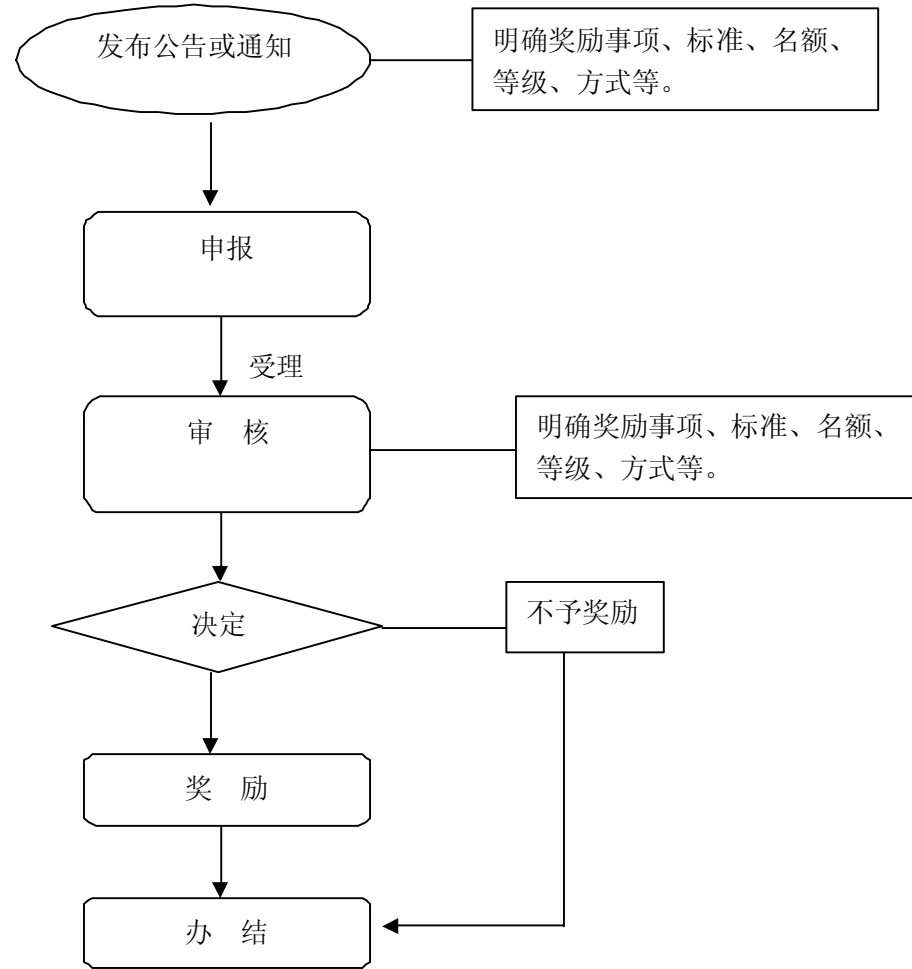 发布公告或通知
明确奖励事项、标准、名额、
等级、方式等。
申报
受理
审　核
明确奖励事项、标准、名额、
等级、方式等。
决定
不予奖励
奖　励
办　结